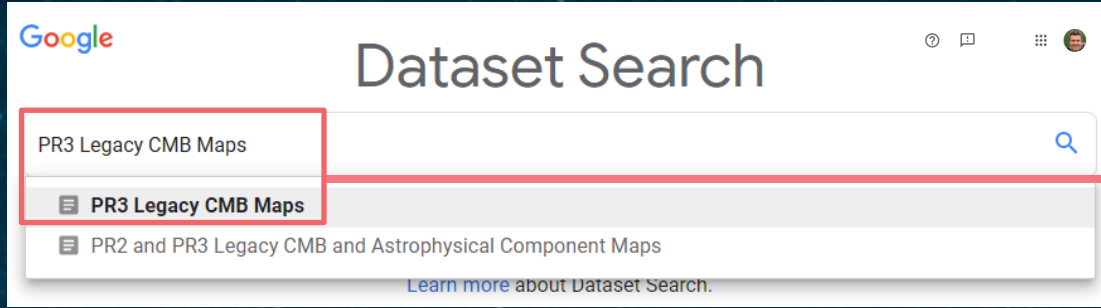 Google
Dataset Search
PR3 Legacy CMB Maps
PR3 Legacy CMB Maps
PR2 and PR3 Legacy CMB and Astrophysical Component Maps
Learn more about Dataset Search.